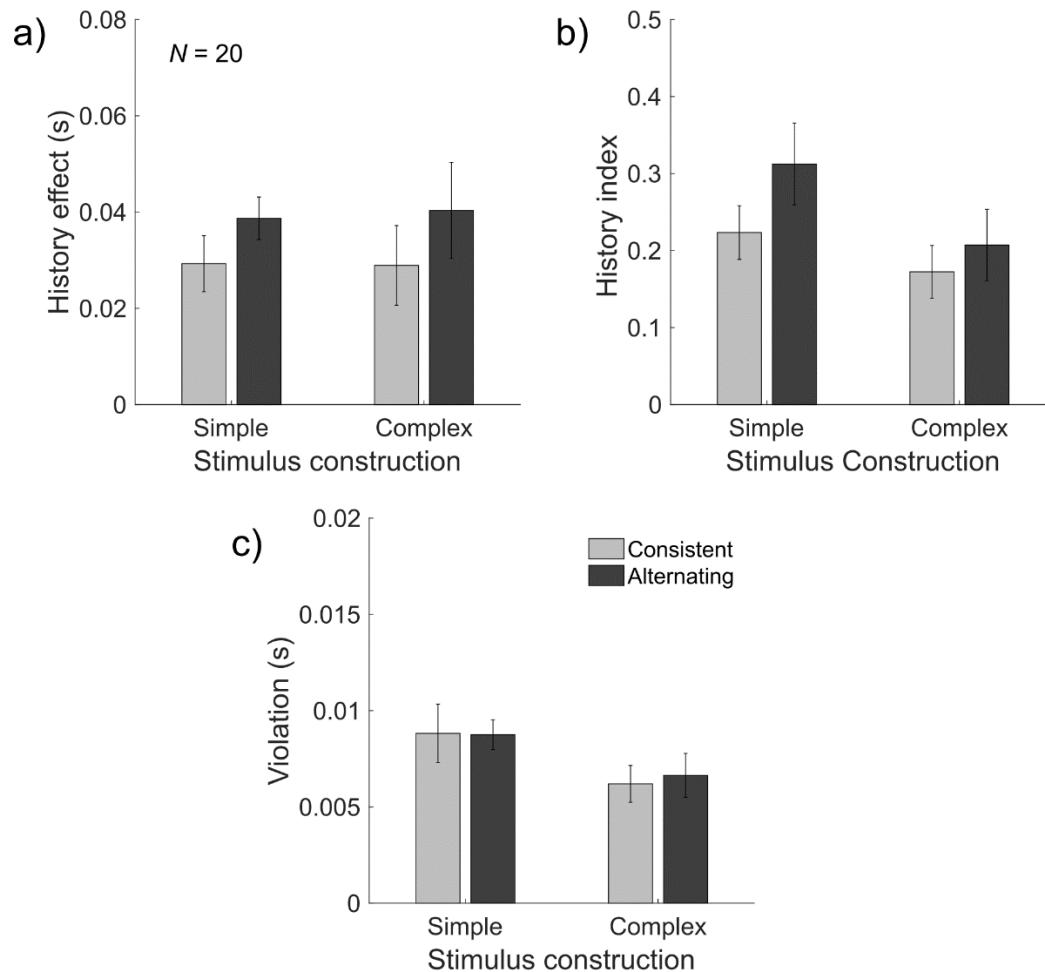 a)
N = 20
History effect (s)
0.08
0.06
0.04
0.02
0
Simple Complex
Stimulus construction
b)
History index
0.5
0.4
0.3
0.2
0.1
0
Simple Complex
Stimulus Construction
c)
Violation (s)
0.02
0.015
0.01
0.005
0
Consistent
Alternating
Simple Complex
Stimulus construction